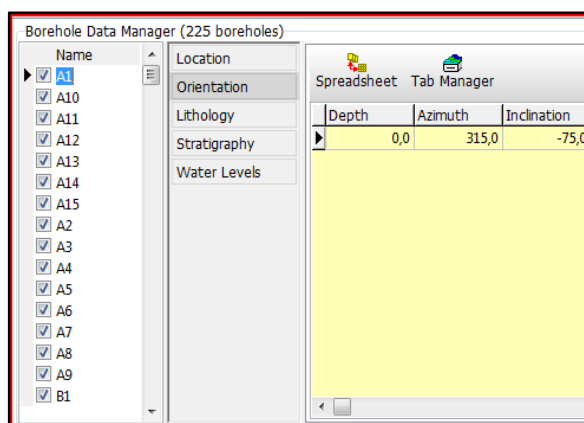 Borehole Data Manager (225 boreholes)
Name
A1
A10
A11
A12
A13
A14
A15
A2
A3
A4
A5
A6
A7
A8
A9
B1
Location
Orientation
Lithology
Stratigraphy
Water Levels
Spreadsheet Tab Manager
Depth Azimuth Inclination
0,0 315,0 -75,0